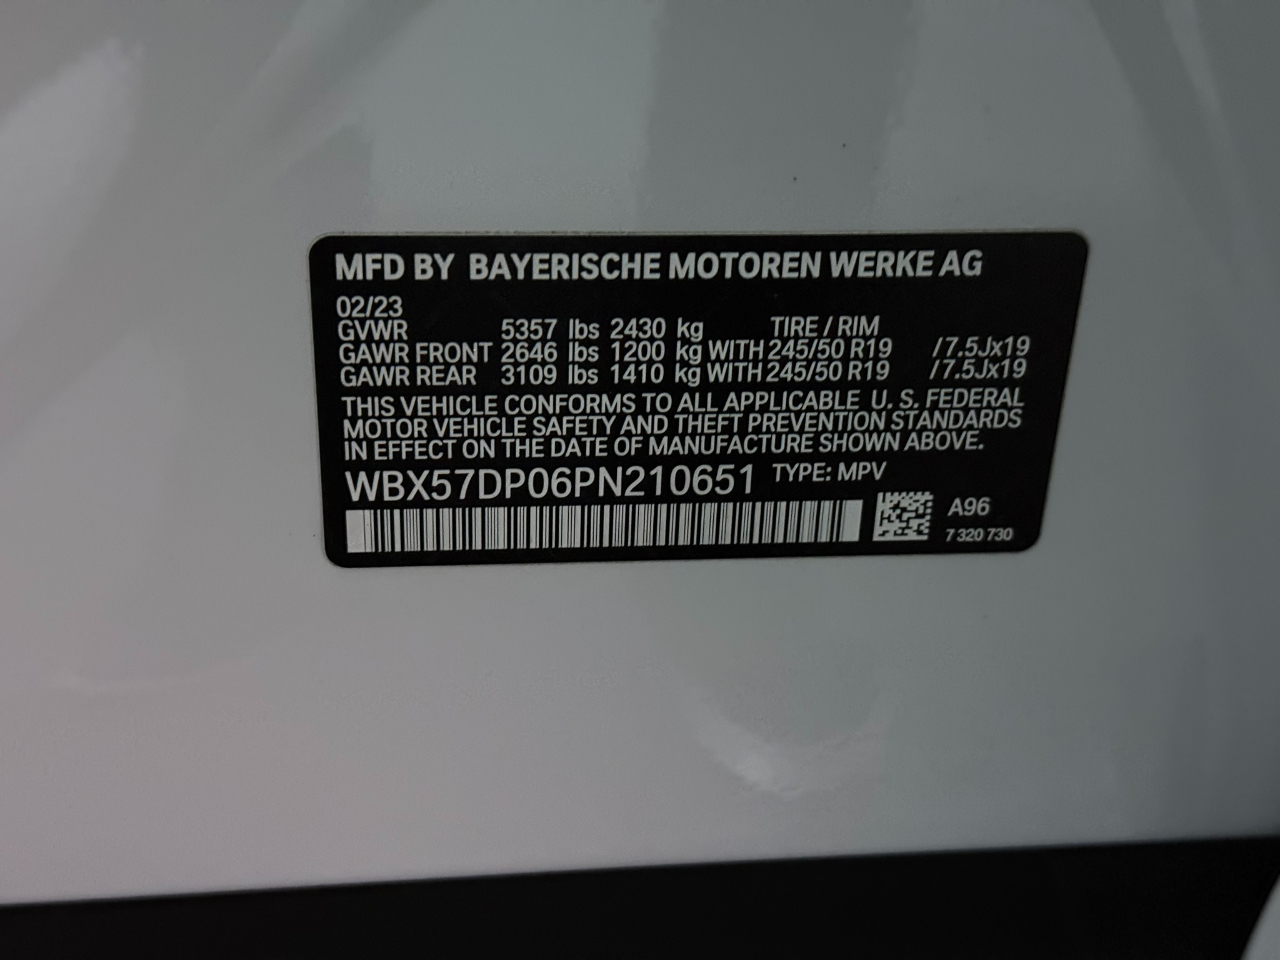 MFD BY BAYERISCHE MOTOREN WERKE AG
02/23
GVWR 5357 lbs 2430 kg TIRE / RIM
GAWR FRONT 2646 lbs 1200 kg WITH 245/50 R19 /7.5Jx19
GAWR REAR 3109 lbs 1410 kg WITH 245/50 R19 /7.5Jx19
THIS VEHICLE CONFORMS TO ALL APPLICABLE U. S. FEDERAL
MOTOR VEHICLE SAFETY AND THEFT PREVENTION STANDARDS
IN EFFECT ON THE DATE OF MANUFACTURE SHOWN ABOVE.
WBX57DP06PN210651 TYPE: MPV
A96
7 320 730